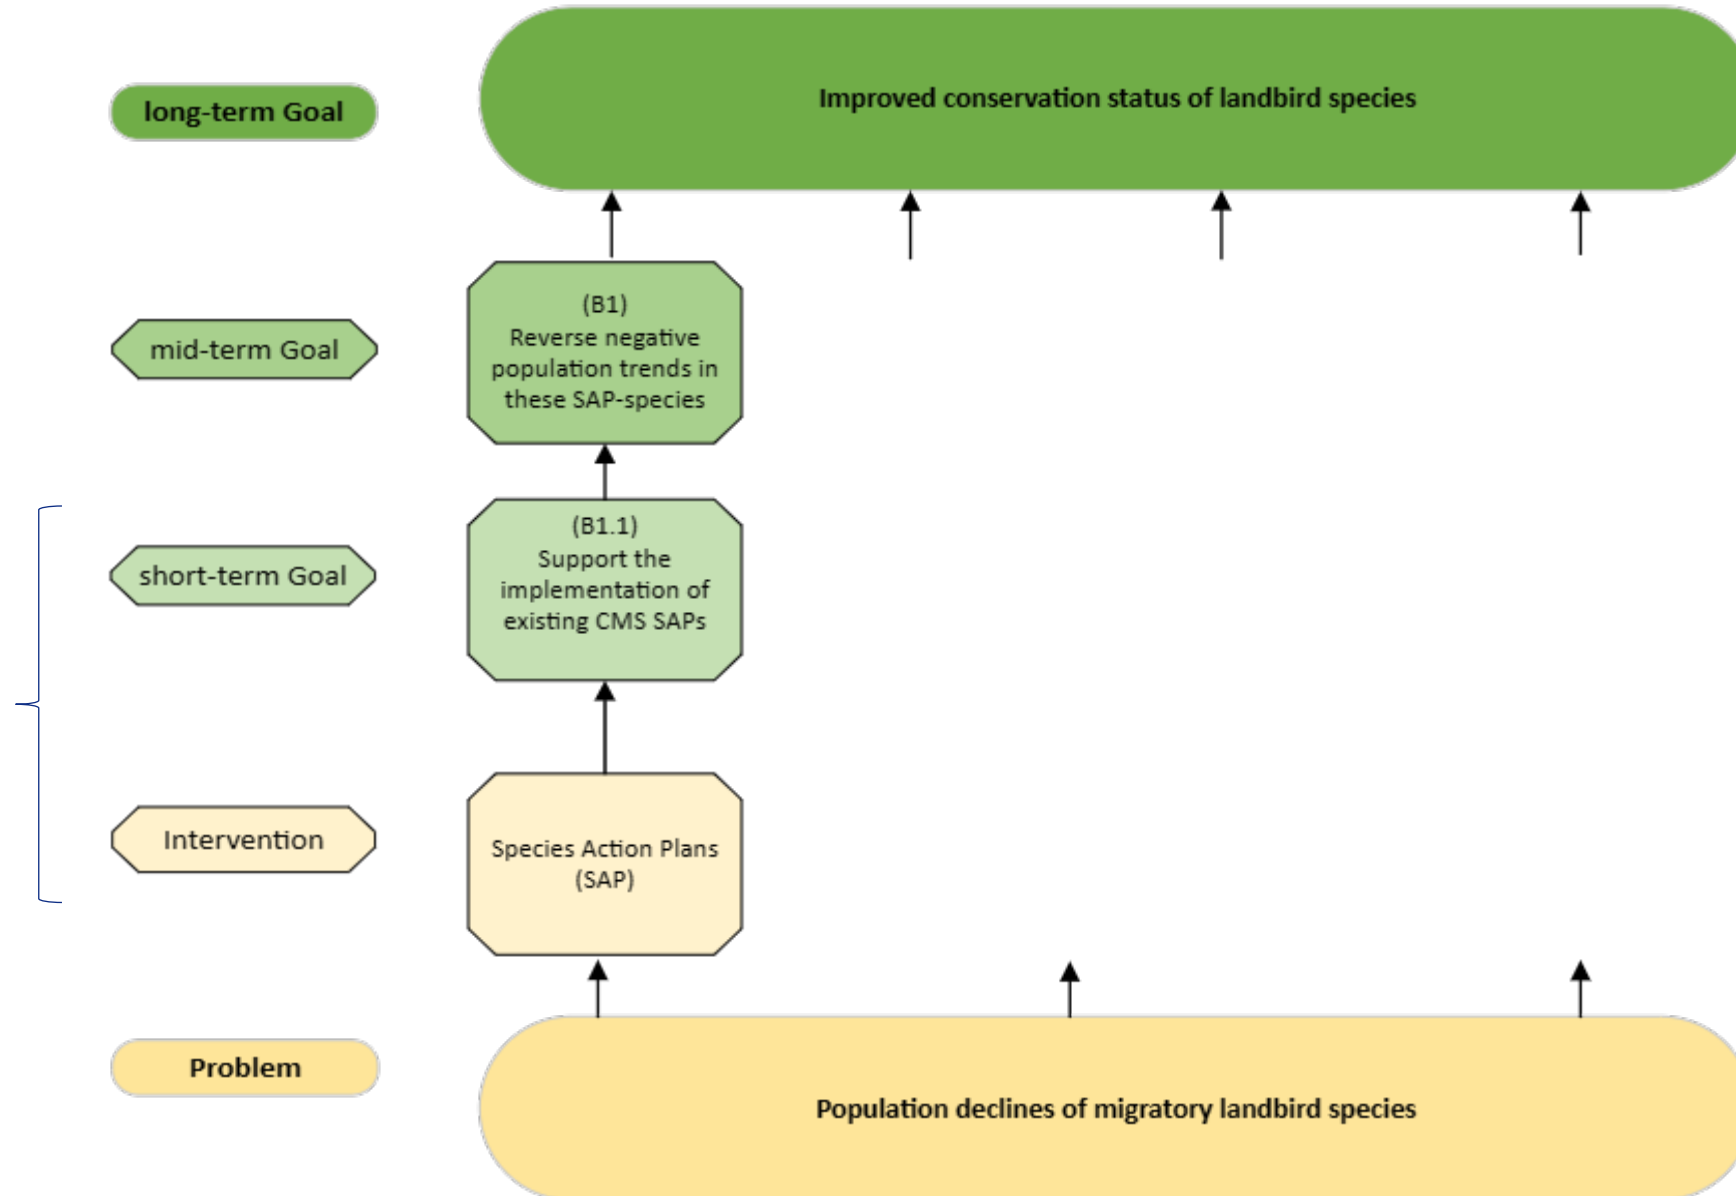 long-term Goal
Improved conservation status of landbird species
mid-term Goal
(B1)
Reverse negative
population trends in
these SAP-species
short-term Goal
(B1.1)
Support the
implementation of
existing CMS SAPs
Intervention
Species Action Plans
(SAP)
Problem
Population declines of migratory landbird species